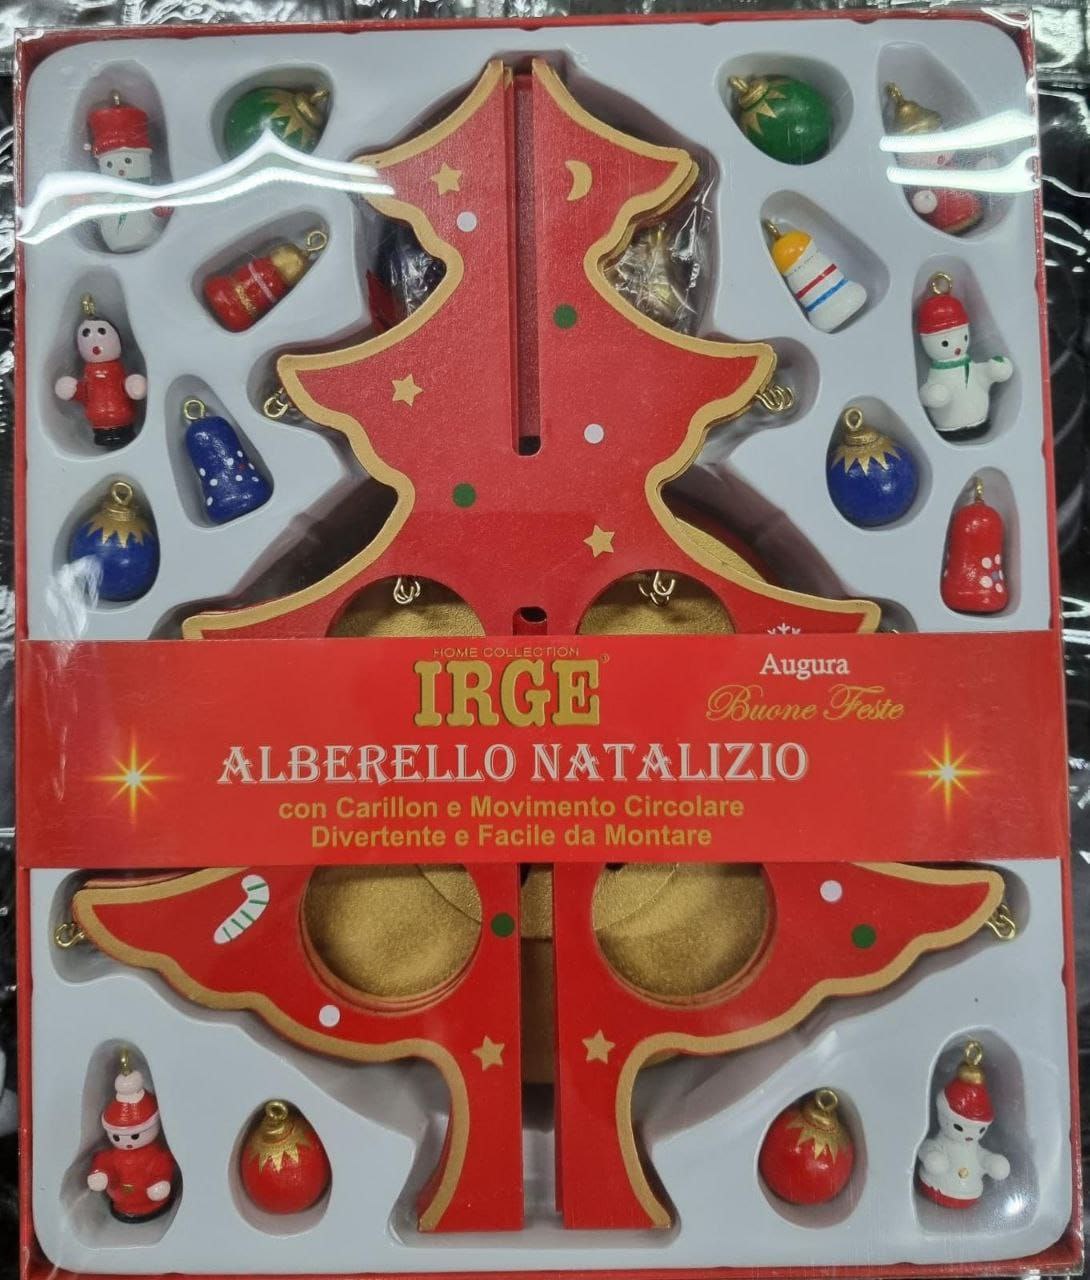 HOME COLLECTION
IRGE®
Augura
Buone Feste
ALBERELLO NATALIZIO
con Carillon e Movimento Circolare
Divertente e Facile da Montare